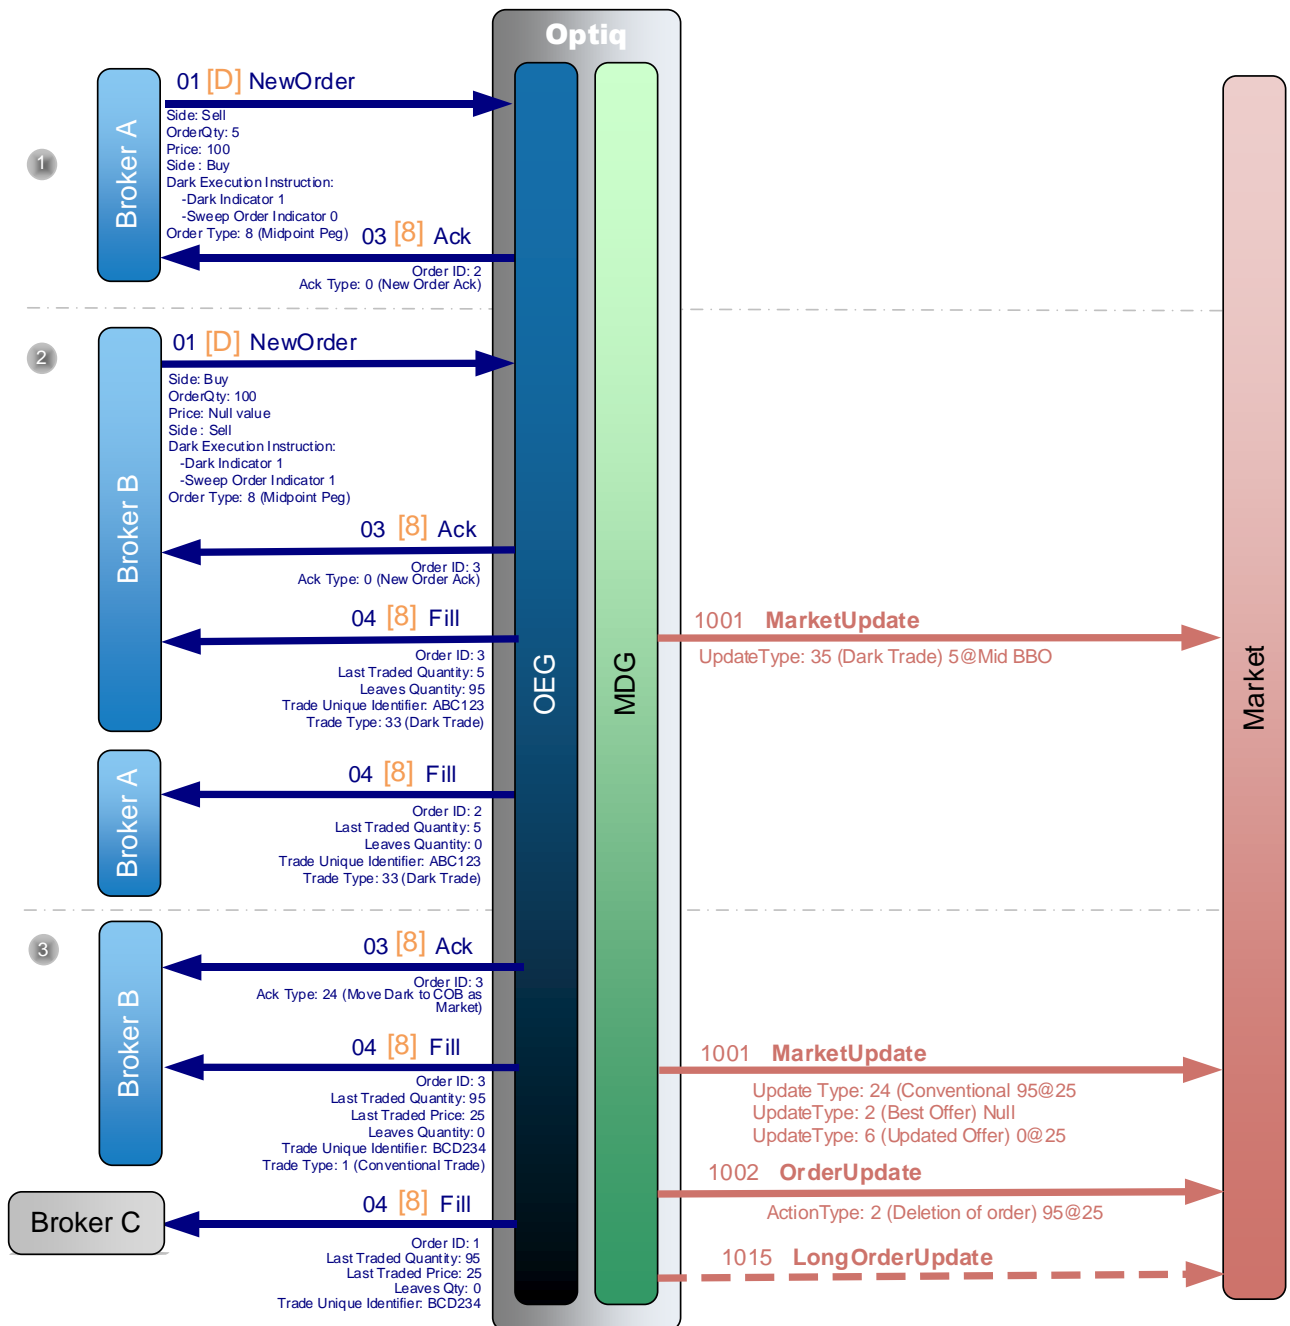 Optiq
01 [D] NewOrder
1
Broker A
Side: Sell
OrderQty: 5
Price: 100
Side : Buy
Dark Execution Instruction:
-Dark Indicator 1
-Sweep Order Indicator 0
Order Type: 8 (Midpoint Peg)
03 [8] Ack
Order ID: 2
Ack Type: 0 (New Order Ack)
2
Broker B
01 [D] NewOrder
Side: Buy
OrderQty: 100
Price: Null value
Side : Sell
Dark Execution Instruction:
-Dark Indicator 1
-Sweep Order Indicator 1
Order Type: 8 (Midpoint Peg)
03 [8] Ack
Order ID: 3
Ack Type: 0 (New Order Ack)
04 [8] Fill
Order ID: 3
Last Traded Quantity: 5
Leaves Quantity: 95
Trade Unique Identifier: ABC123
Trade Type: 33 (Dark Trade)
OEG
MDG
1001 MarketUpdate
UpdateType: 35 (Dark Trade) 5@Mid BBO
Market
Broker A
04 [8] Fill
Order ID: 2
Last Traded Quantity: 5
Leaves Quantity: 0
Trade Unique Identifier: ABC123
Trade Type: 33 (Dark Trade)
3
Broker B
03 [8] Ack
Order ID: 3
Ack Type: 24 (Move Dark to COB as
Market)
04 [8] Fill
Order ID: 3
Last Traded Quantity: 95
Last Traded Price: 25
Leaves Quantity: 0
Trade Unique Identifier: BCD234
Trade Type: 1 (Conventional Trade)
1001 MarketUpdate
Update Type: 24 (Conventional 95@25
UpdateType: 2 (Best Offer) Null
UpdateType: 6 (Updated Offer) 0@25
1002 OrderUpdate
ActionType: 2 (Deletion of order) 95@25
1015 LongOrderUpdate
Broker C
04 [8] Fill
Order ID: 1
Last Traded Quantity: 95
Last Traded Price: 25
Leaves Qty: 0
Trade Unique Identifier: BCD234